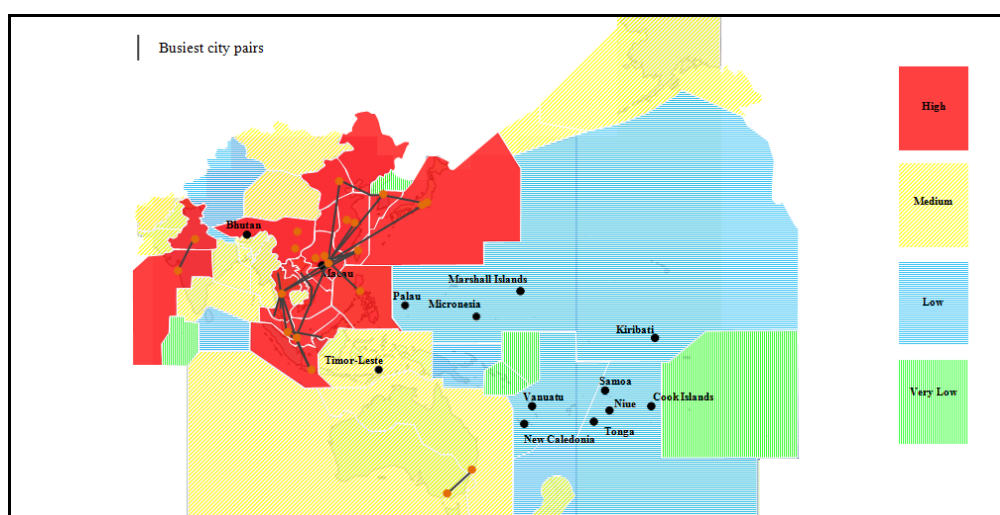 Busiest city pairs
High
Medium
Bhutan
Macau
Marshall Islands
Palau
Micronesia
Low
Kiribati
Timor-Leste
Samoa
Vanuatu
Niue
Cook Islands
Very Low
New Caledonia
Tonga